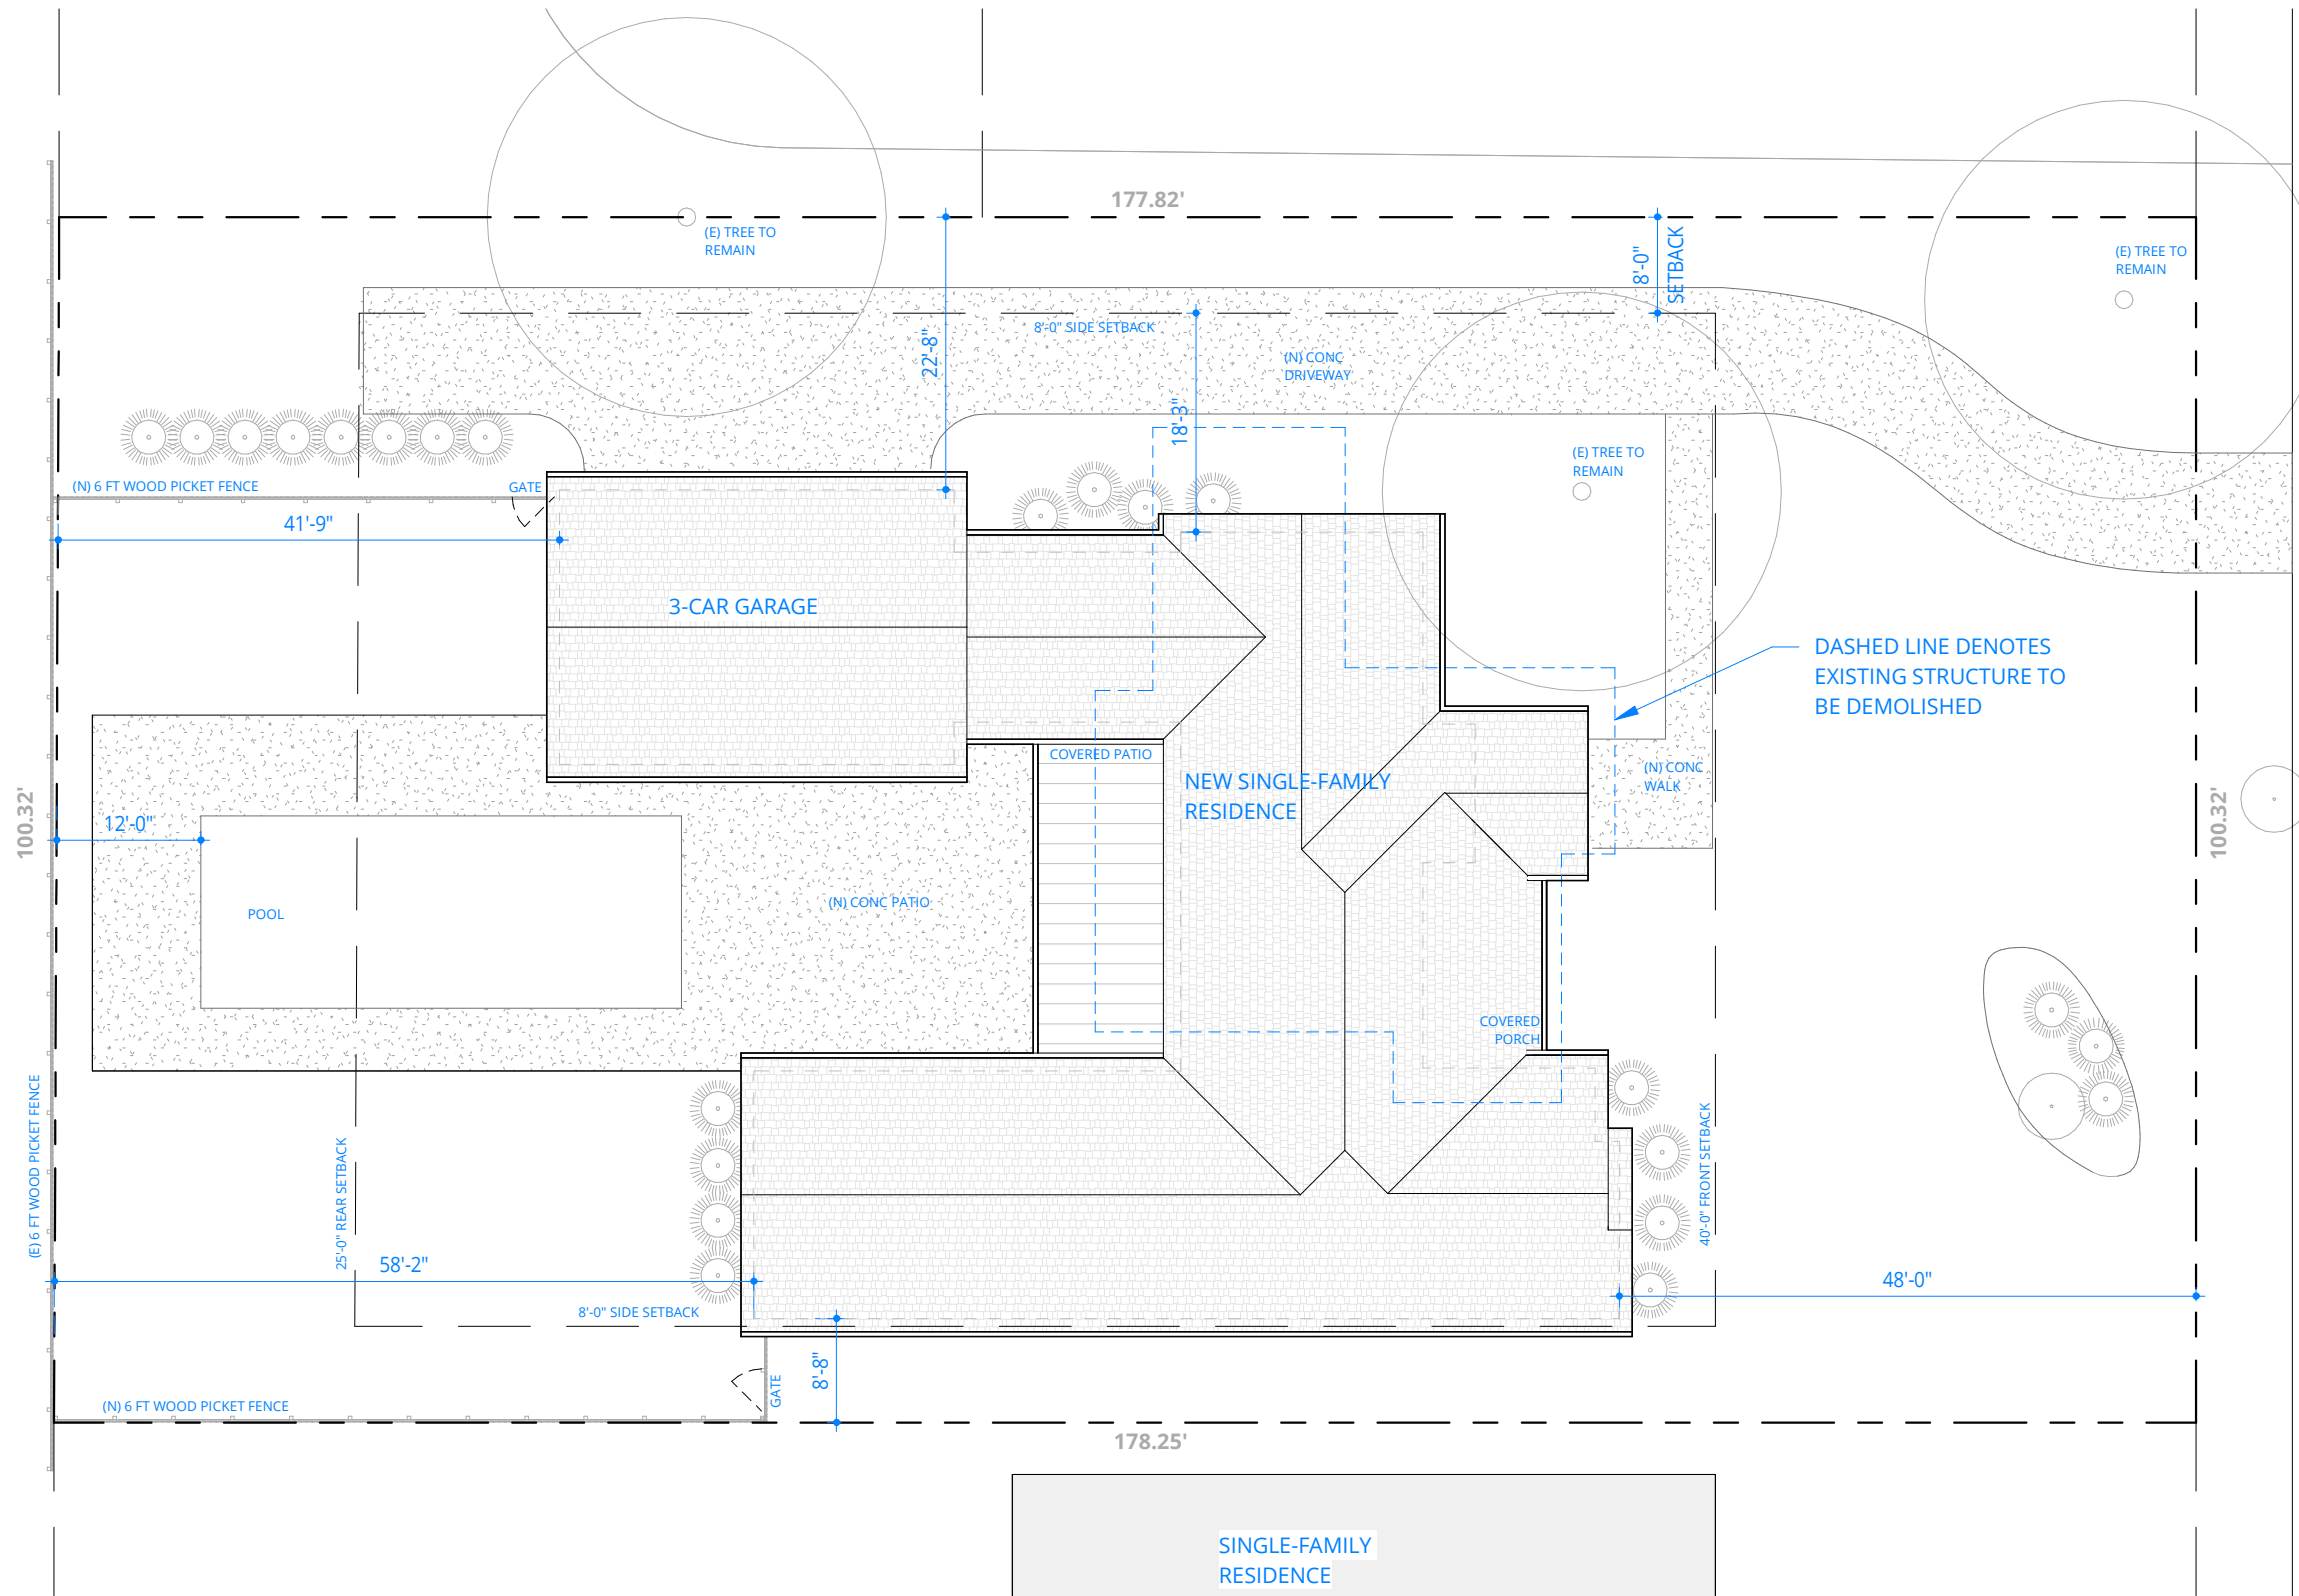 177.82'
(E) TREE TO
REMAIN
8'-0"
SETBACK
(E) TREE TO
REMAIN
22'-8"
8'-0" SIDE SETBACK
(N) CONC
DRIVEWAY
18'-3"
(E) TREE TO
REMAIN
(N) 6 FT WOOD PICKET FENCE
GATE
41'-9"
3-CAR GARAGE
DASHED LINE DENOTES
EXISTING STRUCTURE TO
BE DEMOLISHED
COVERED PATIO
NEW SINGLE-FAMILY
RESIDENCE
(N) CONC
WALK
100.32'
12'-0"
100.32'
POOL
(N) CONC PATIO
COVERED
PORCH
(E) 6 FT WOOD PICKET FENCE
25'-0" REAR SETBACK
40'-0" FRONT SETBACK
58'-2"
48'-0"
8'-0" SIDE SETBACK
8'-8"
GATE
(N) 6 FT WOOD PICKET FENCE
178.25'
SINGLE-FAMILY
RESIDENCE